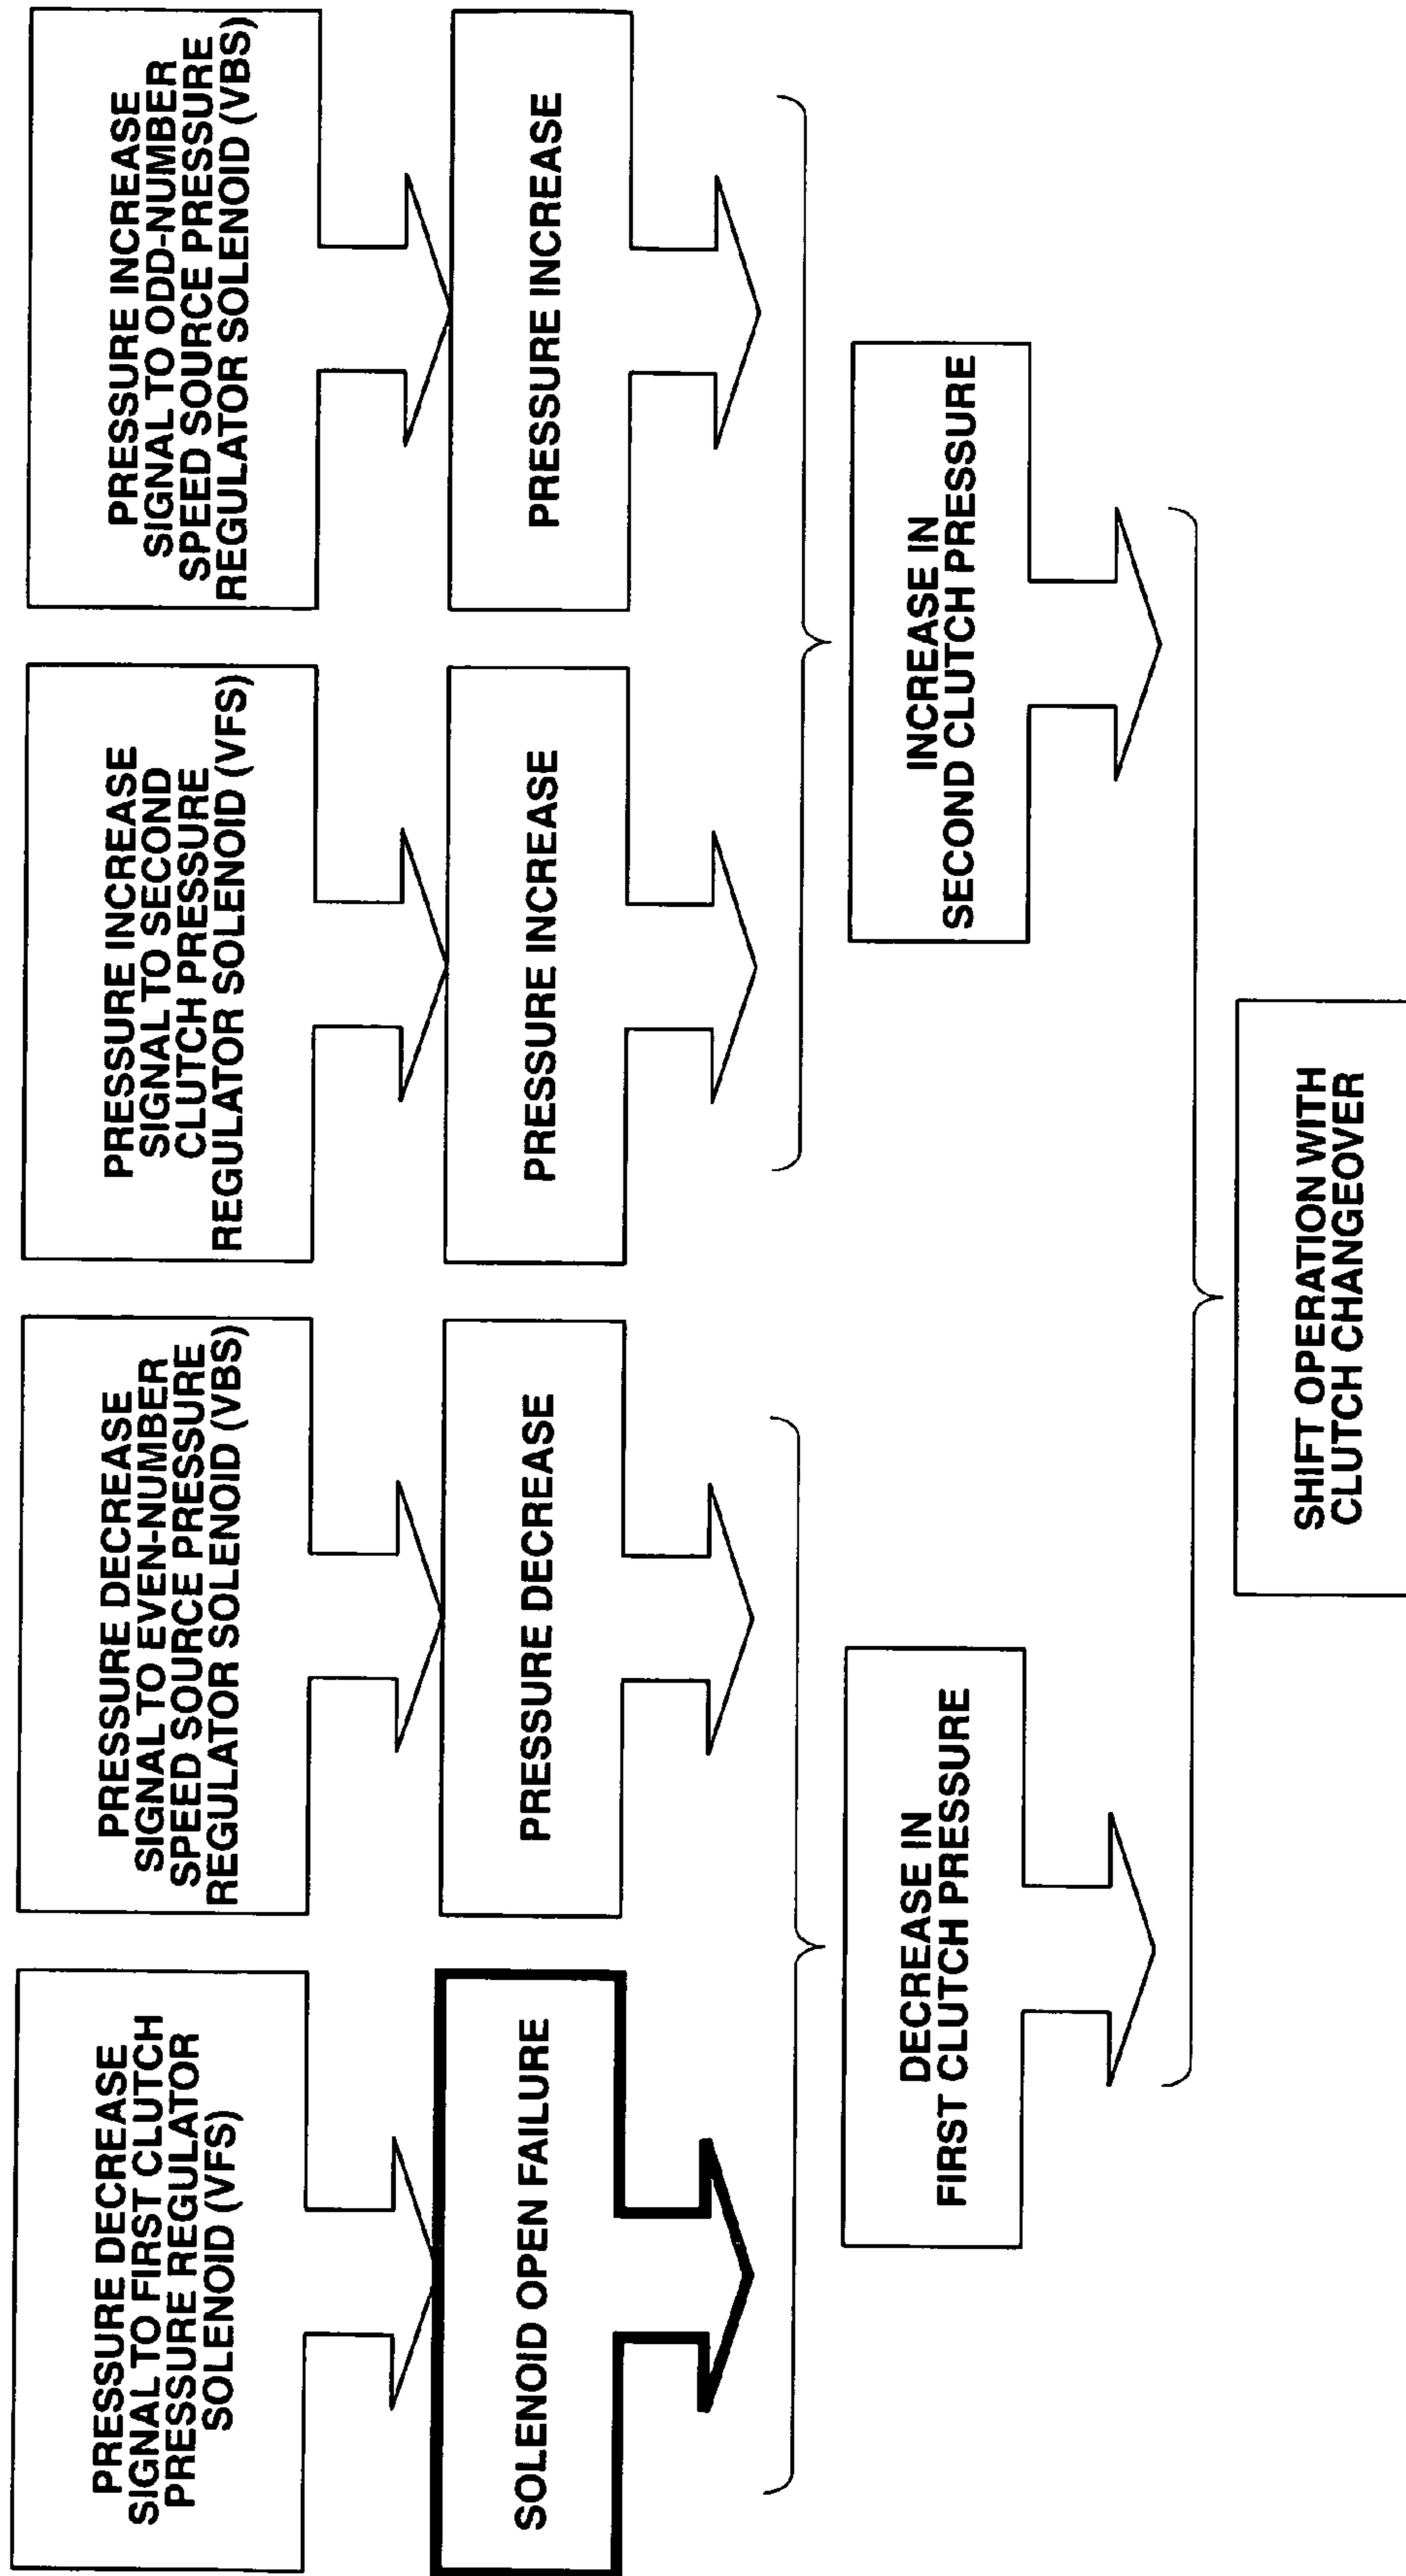 PRESSURE DECREASE
SIGNAL TO FIRST CLUTCH
PRESSURE REGULATOR
SOLENOID (VFS)
PRESSURE DECREASE
SIGNAL TO EVEN-NUMBER
SPEED SOURCE PRESSURE
REGULATOR SOLENOID (VBS)
PRESSURE INCREASE
SIGNAL TO SECOND
CLUTCH PRESSURE
REGULATOR SOLENOID (VFS)
PRESSURE INCREASE
SIGNAL TO ODD-NUMBER
SPEED SOURCE PRESSURE
REGULATOR SOLENOID (VBS)
SOLENOID OPEN FAILURE
PRESSURE DECREASE
PRESSURE INCREASE
PRESSURE INCREASE
DECREASE IN
FIRST CLUTCH PRESSURE
INCREASE IN
SECOND CLUTCH PRESSURE
SHIFT OPERATION WITH
CLUTCH CHANGEOVER